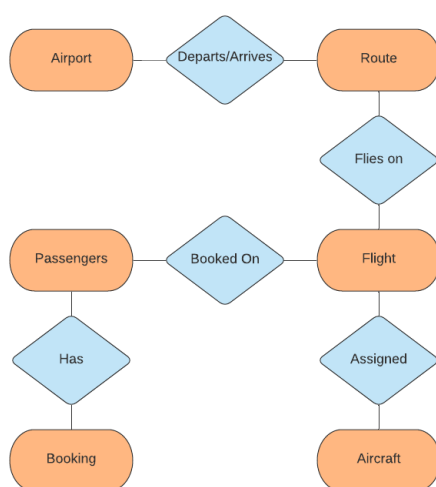 Airport
Departs/Arrives
Route
Flies on
Passengers
Booked On
Flight
Has
Assigned
Booking
Aircraft